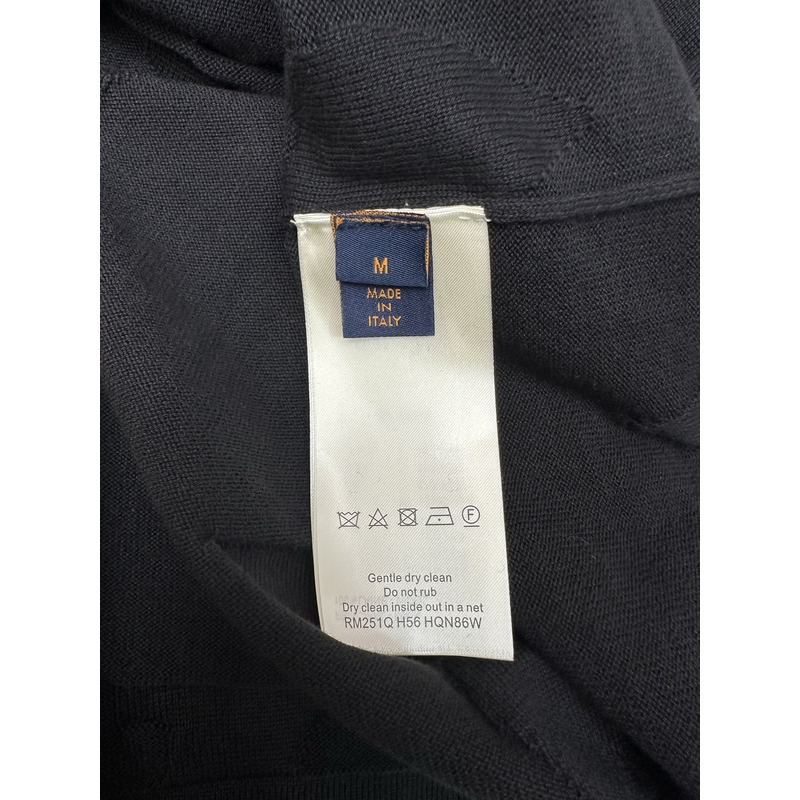 M
MADE
IN
ITALY
F
Gentle dry clean
Do not rub
Dry clean inside out in a net
RM251Q H56 HQN86W